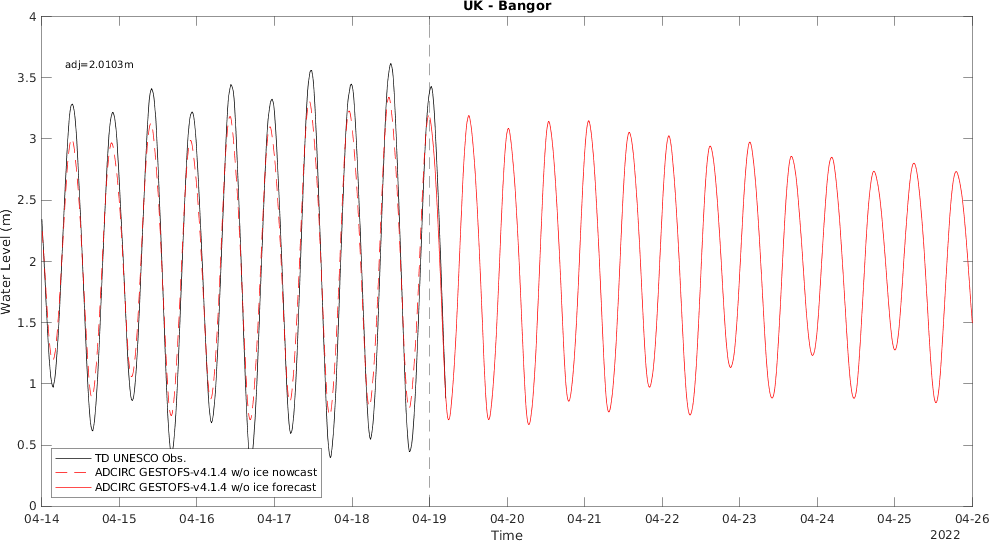 UK - Bangor
4
3.5
3
2.5
2
1.5
1
0.5
0
Water Level (m)
adj=2.0103m
TD UNESCO Obs.
ADCIRC GESTOFS-v4.1.4 w/o ice nowcast
ADCIRC GESTOFS-v4.1.4 w/o ice forecast
04-14 04-15 04-16 04-17 04-18 04-19 04-20 04-21 04-22 04-23 04-24 04-25 04-26
Time
2022